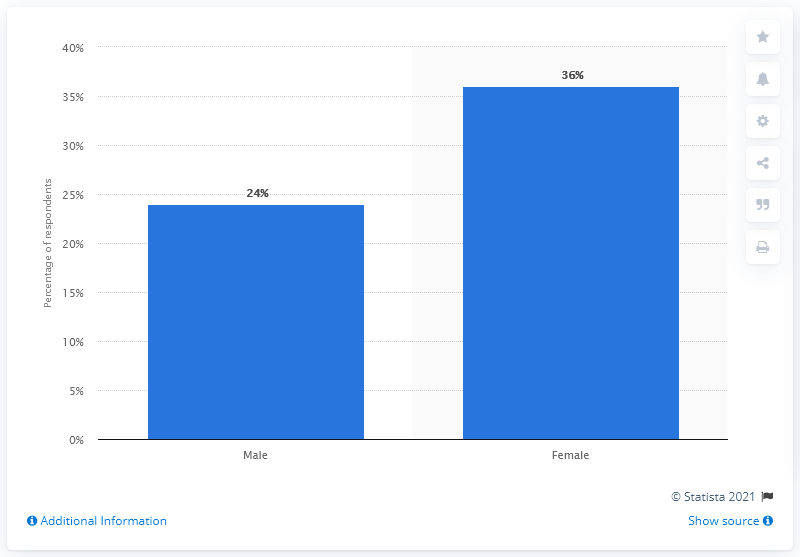 40%
36%
35%
30%
25%
24%
20%
15%
10%
5%
0%
Percentage of respondents
Male
Female
© Statista 2021
Additional Information
Show source